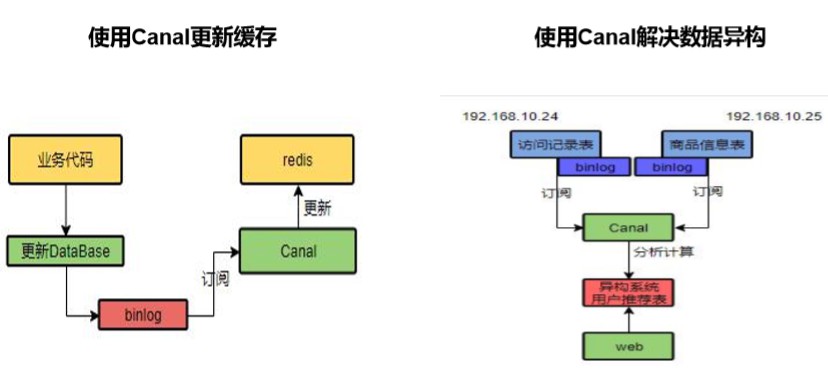 使用Canal更新缓存
业务代码
redis
更新
更新DataBase
Canal
订阅
binlog
使用Canal解决数据异构
192.168.10.24
192.168.10.25
访问记录表
商品信息表
binlog
binlog
订阅
订阅
Canal
分析计算
异构系统
用户推荐表
web